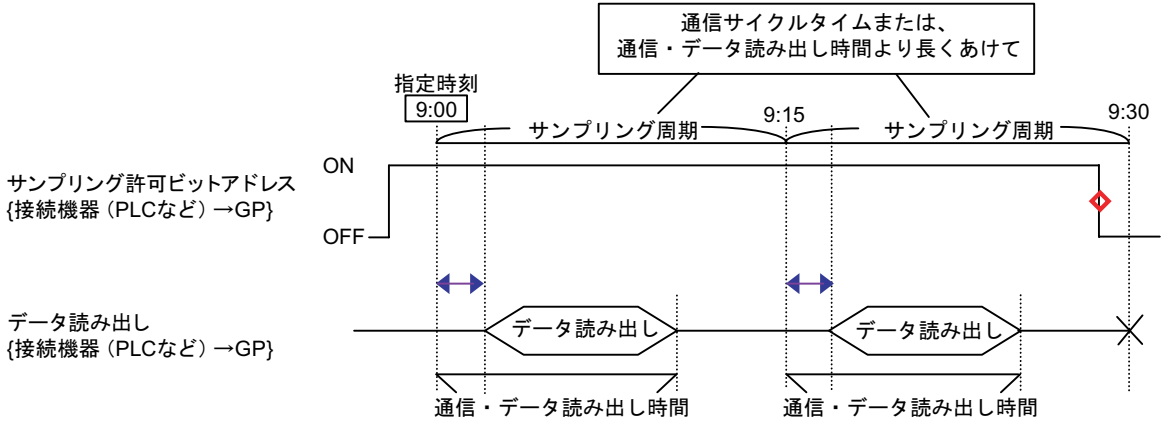 通信サイクルタイムまたは、
通信・データ読み出し時間より長くあけて
指定時刻
9:00
9:15
9:30
サンプリング周期
サンプリング周期
ON
サンプリング許可ビットアドレス
{接続機器（PLCなど）→GP}
OFF
データ読み出し
{接続機器（PLCなど）→GP}
データ読み出し
データ読み出し
通信・データ読み出し時間
通信・データ読み出し時間